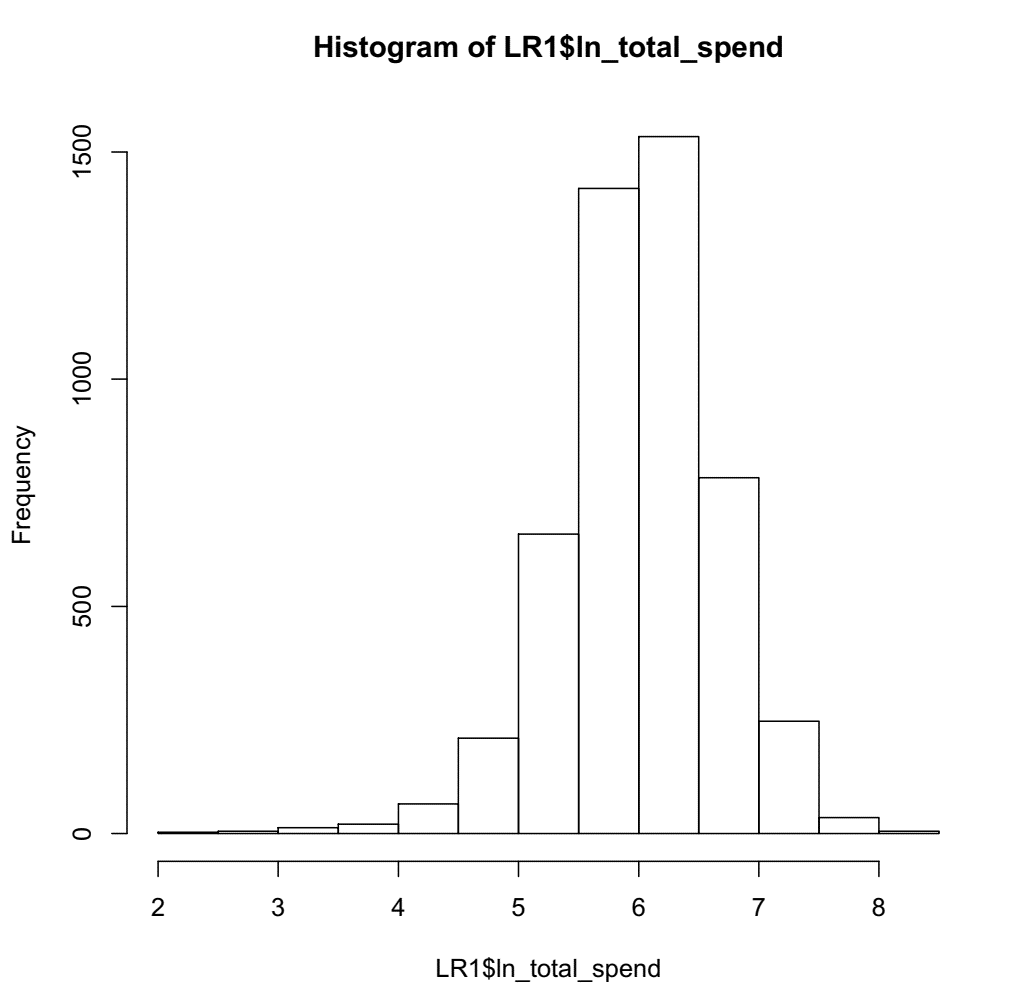 Histogram of LR1$ln_total_spend
1500
1000
500
0
Frequency
2 3 4 5 6 7 8
LR1$ln_total_spend